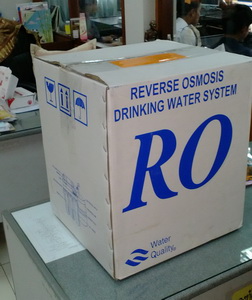 REVERSE OSMOSIS
DRINKING WATER SYSTEM
RO
Water
Quality